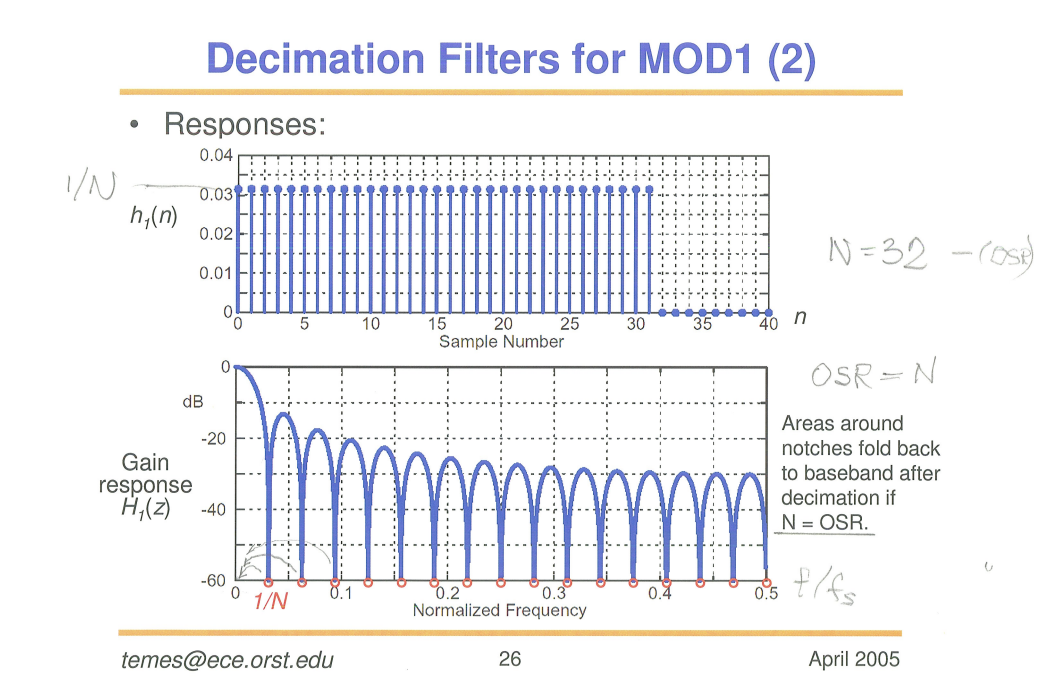 Decimation Filters for MOD1 (2)
• Responses:
0.04
1/N
0.03
h1(n)
0.02
N = 32 - (OSR)
0.01
0
0 5 10 15 20 25 30 35 40 n
Sample Number
0
OSR = N
dB
Areas around
-20
notches fold back
Gain
to baseband after
response
decimation if
H1(z)
-40
N = OSR.
-60
0 0.1 0.2 0.3 0.4 0.5 f/fs
1/N
Normalized Frequency
temes@ece.orst.edu 26 April 2005